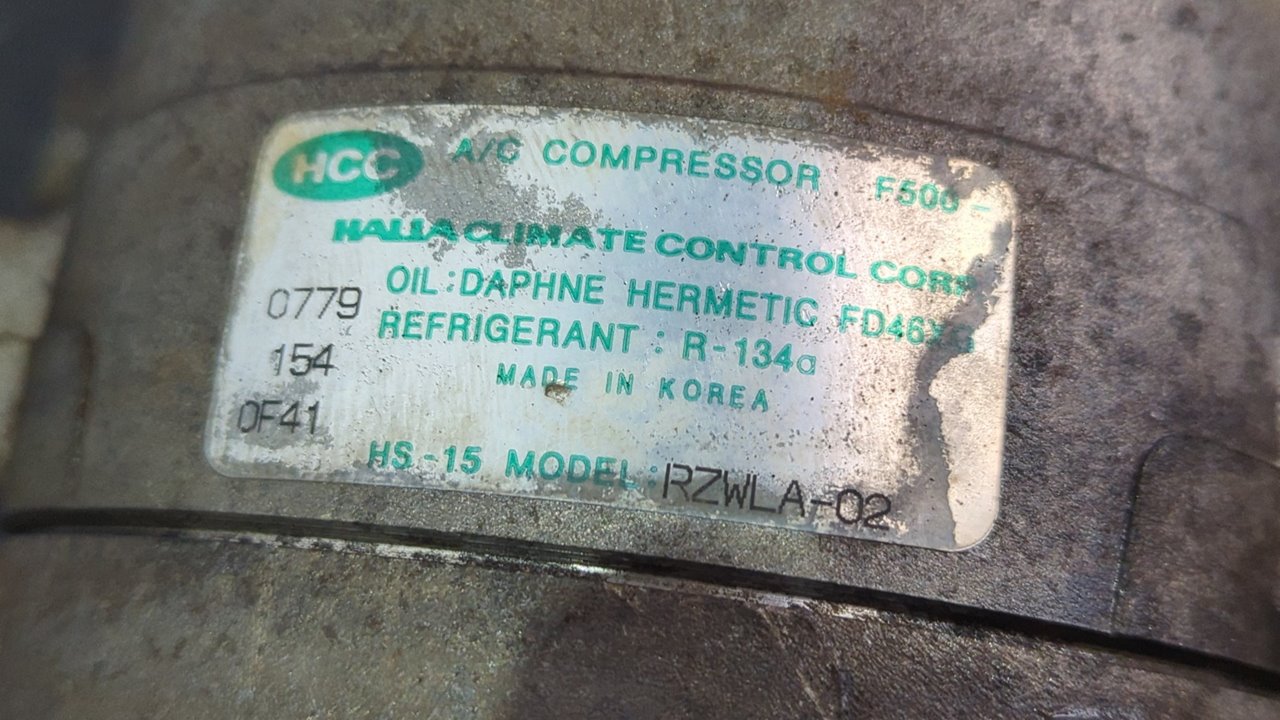 HCC A/C COMPRESSOR F500-
HALLA CLIMATE CONTROL CORP
OIL:DAPHNE HERMETIC
0779
REFRIGERANT : R-134a
154
MADE IN KOREA
0F41
HS-15 MODEL:RZWLA-02